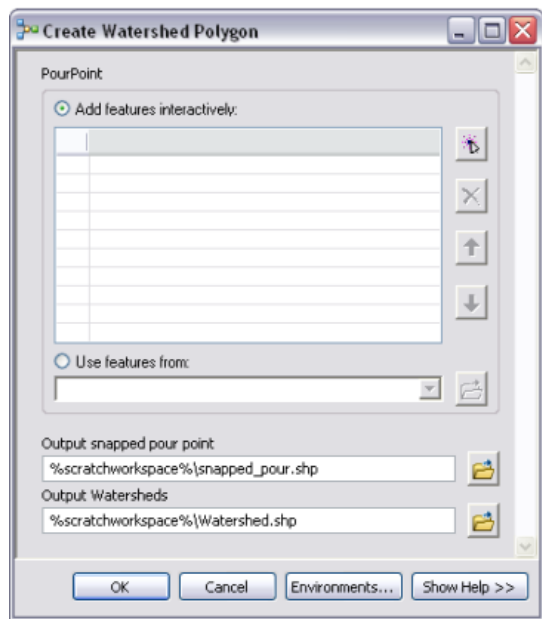 Create Watershed Polygon
PourPoint
Add features interactively:
Use features from:
Output snapped pour point
%scratchworkspace%\snapped_pour.shp
Output Watersheds
%scratchworkspace%\Watershed.shp
OK
Cancel
Environments...
Show Help >>